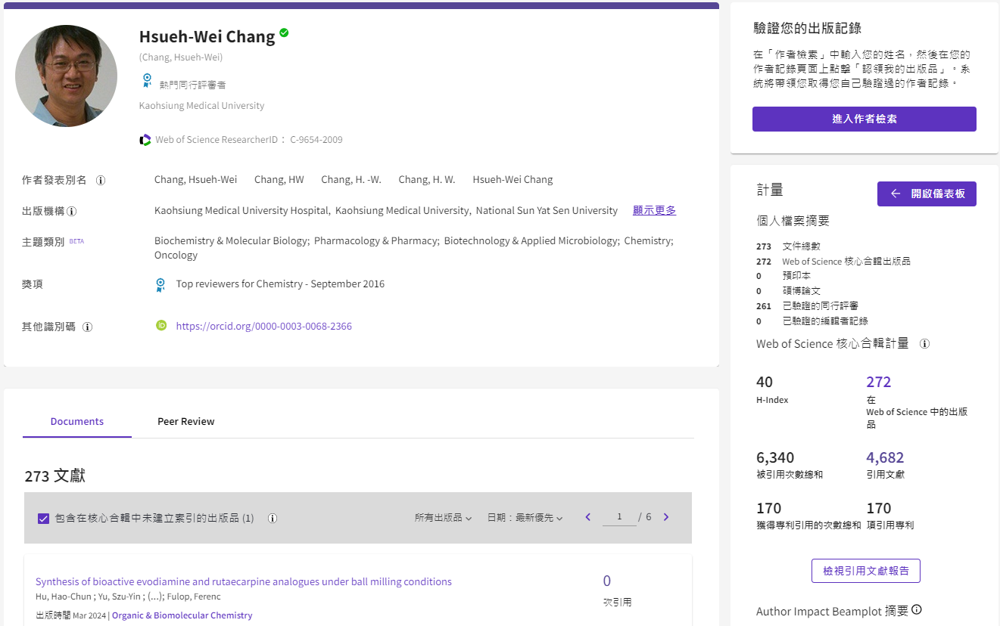 Hsueh-Wei Chang
(Chang, Hsueh-Wei)
熱門同行評審者
Kaohsiung Medical University
Web of Science ResearcherID： C-9654-2009
作者發表別名 Chang, Hsueh-Wei Chang, HW Chang, H. -W. Chang, H. W. Hsueh-Wei Chang
出版機構 Kaohsiung Medical University Hospital, Kaohsiung Medical University, National Sun Yat Sen University 顯示更多
主題類別 BETA Biochemistry & Molecular Biology; Pharmacology & Pharmacy; Biotechnology & Applied Microbiology; Chemistry;
Oncology
獎項 Top reviewers for Chemistry - September 2016
其他識別碼 iD https://orcid.org/0000-0003-0068-2366
Documents Peer Review
273 文獻
包含在核心合輯中未建立索引的出版品 (1) 所有出版品 日期：最新優先 1 / 6
Synthesis of bioactive evodiamine and rutaecarpine analogues under ball milling conditions
Hu, Hao-Chun ; Yu, Szu-Yin ; (...); Fulop, Ferenc
出版時間 Mar 2024 | Organic & Biomolecular Chemistry
0
次引用
驗證您的出版記錄
在「作者檢索」中輸入您的姓名，然後在您的
作者記錄頁面上點擊「認領我的出版品」。系
統將帶領您取得您自己驗證過的作者記錄。
進入作者檢索
計量
開啟儀表板
個人檔案摘要
273 文件總數
272 Web of Science 核心合輯出版品
0 預印本
0 碩博論文
261 已驗證的同行評審
0 已驗證的編輯者記錄
Web of Science 核心合輯計量
40
H-Index
272
在
Web of Science 中的出版
品
6,340
被引用次數總和
4,682
引用文獻
170
獲得專利引用的次數總和
170
項引用專利
檢視引用文獻報告
Author Impact Beamplot 摘要